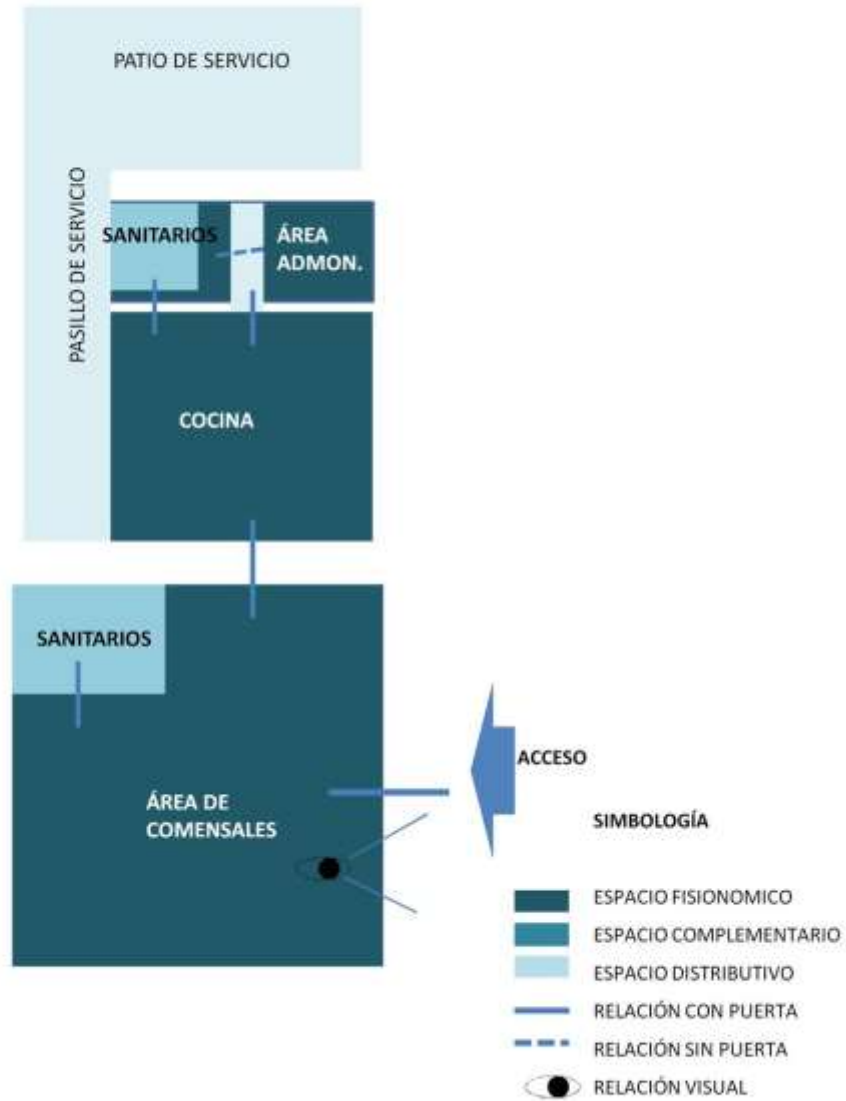 PATIO DE SERVICIO
PASILLO DE SERVICIO
SANITARIOS
ÁREA
ADMON.
COCINA
SANITARIOS
ÁREA DE
COMENSALES
ACCESO
SIMBOLOGÍA
ESPACIO FISIONOMICO
ESPACIO COMPLEMENTARIO
ESPACIO DISTRIBUTIVO
RELACIÓN CON PUERTA
RELACIÓN SIN PUERTA
RELACIÓN VISUAL